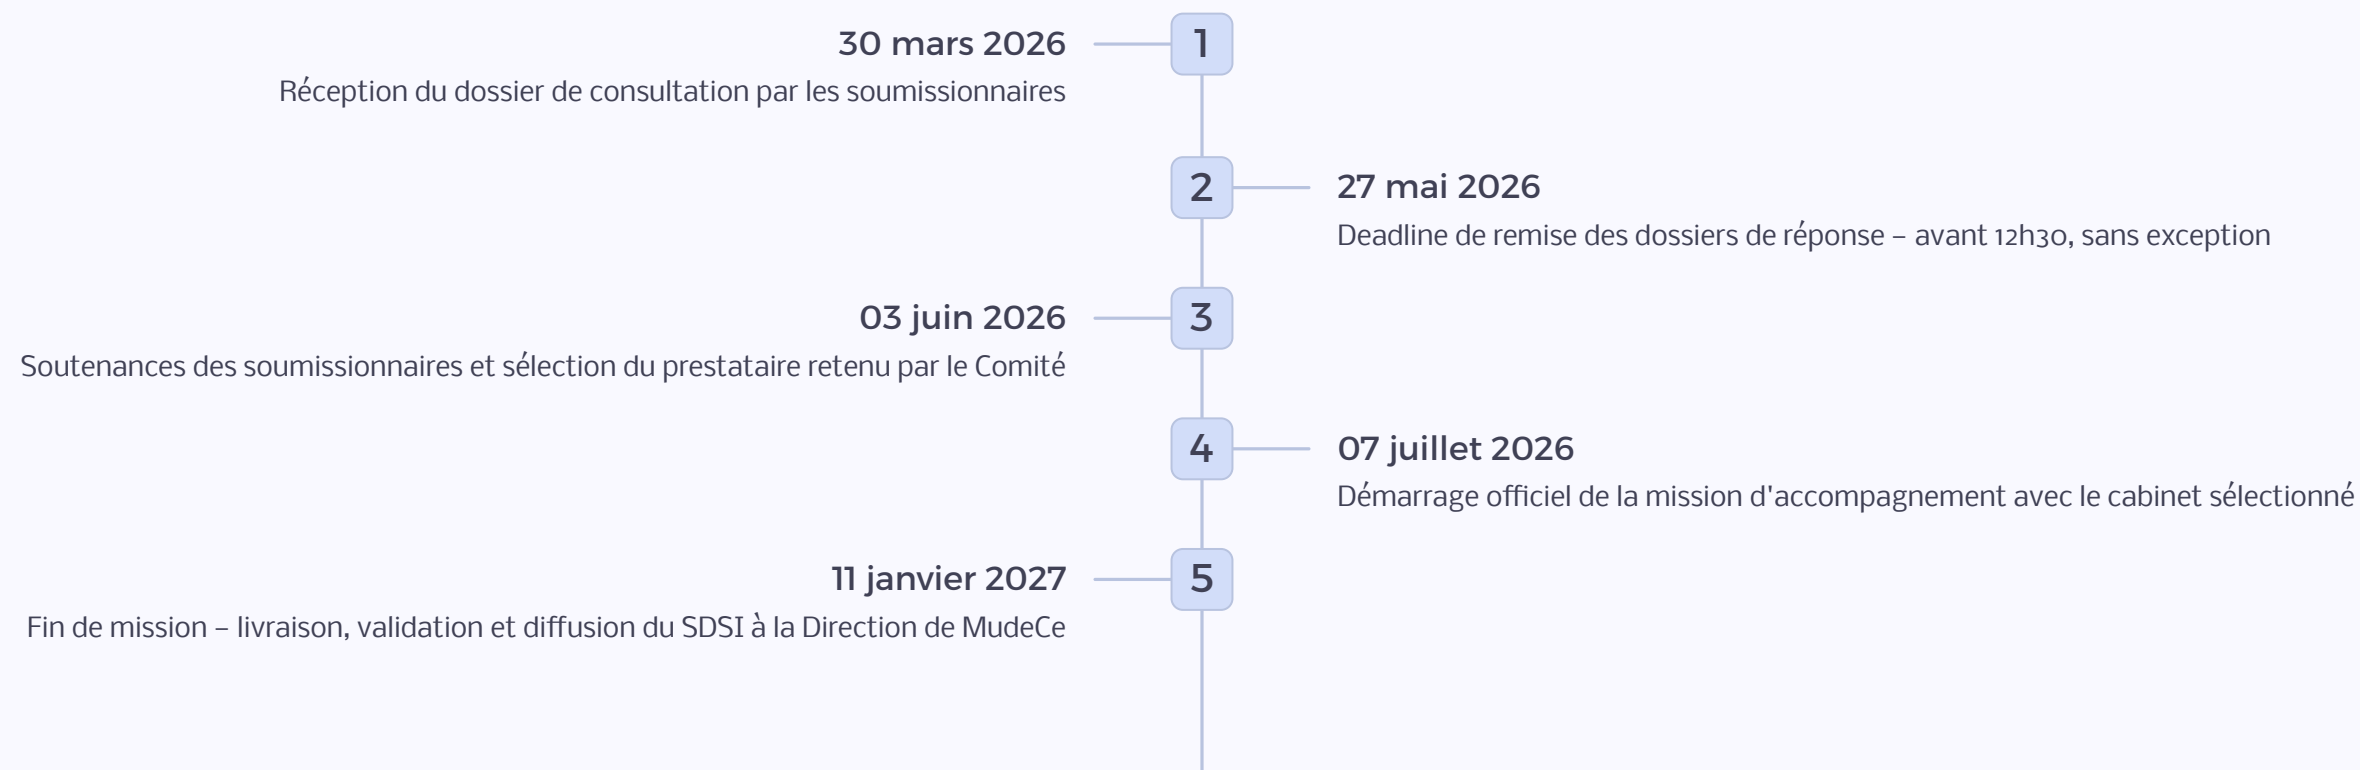 1
30 mars 2026
Réception du dossier de consultation par les soumissionnaires
2
27 mai 2026
Deadline de remise des dossiers de réponse – avant 12h30, sans exception
3
03 juin 2026
Soutenances des soumissionnaires et sélection du prestataire retenu par le Comité
4
07 juillet 2026
Démarrage officiel de la mission d'accompagnement avec le cabinet sélectionné
5
11 janvier 2027
Fin de mission – livraison, validation et diffusion du SDSI à la Direction de MudeCe